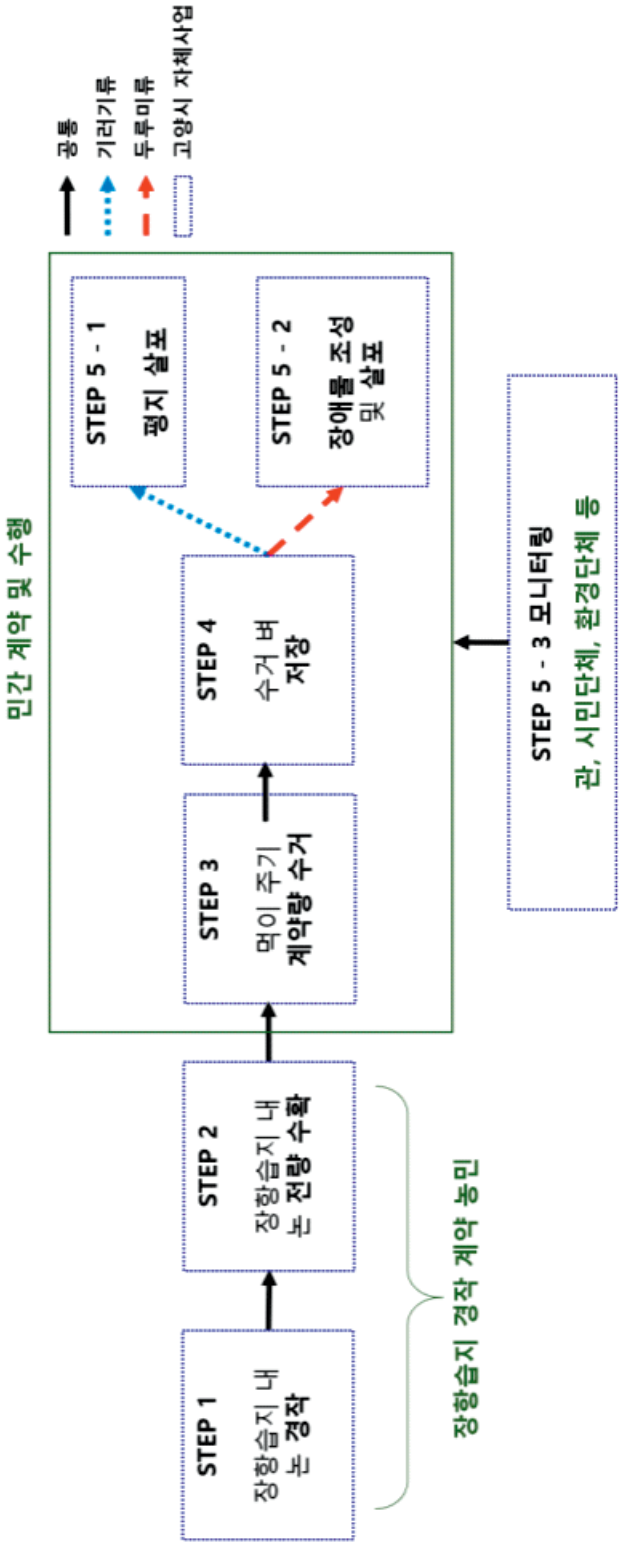 공통
기러기류
두루미류
고양시 자체사업
민간 계약 및 수행
STEP 1
장항습지 내
논 경작
STEP 2
장항습지 내
논 전량 수확
장항습지 경작 계약 농민
STEP 3
먹이 주기
계약량 수거
STEP 4
수거 벼
저장
STEP 5 - 1
평지 살포
STEP 5 - 2
장애물 조성
및 살포
STEP 5 - 3 모니터링
관, 시민단체, 환경단체 등